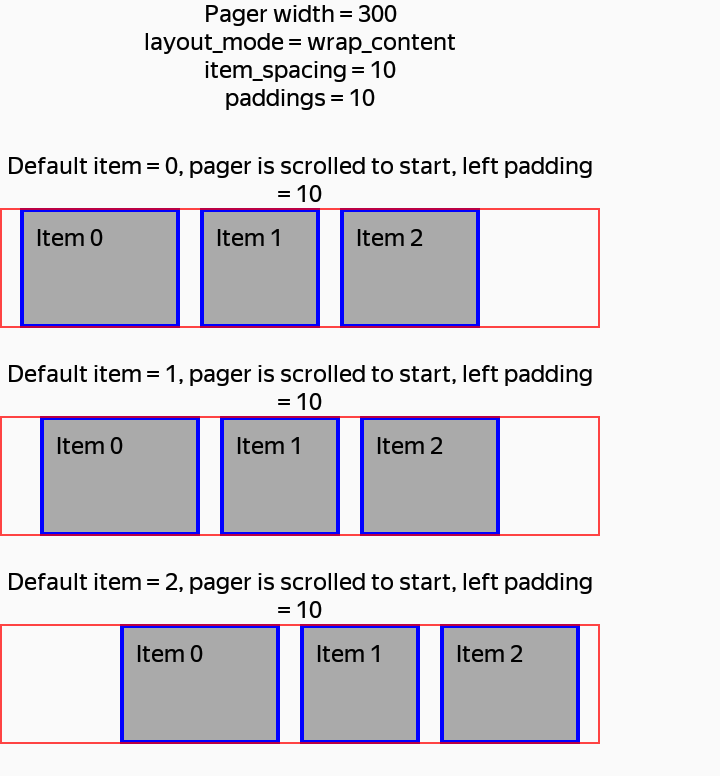 Pager width = 300
layout_mode = wrap_content
item_spacing = 10
paddings = 10
Default item = 0, pager is scrolled to start, left padding
= 10
Item 0
Item 1
Item 2
Default item = 1, pager is scrolled to start, left padding
= 10
Item 0
Item 1
Item 2
Default item = 2, pager is scrolled to start, left padding
= 10
Item 0
Item 1
Item 2